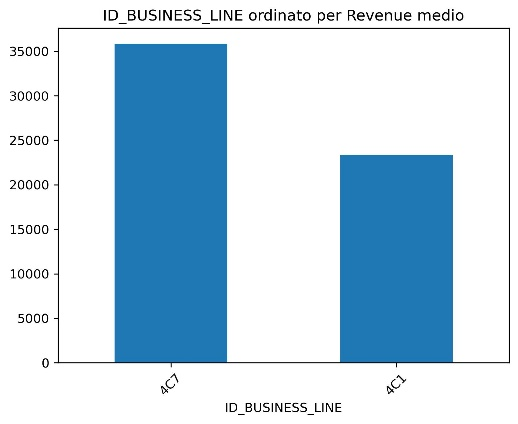 ID_BUSINESS_LINE ordinato per Revenue medio
35000
30000
25000
20000
15000
10000
5000
0
4C7
4C1
ID_BUSINESS_LINE